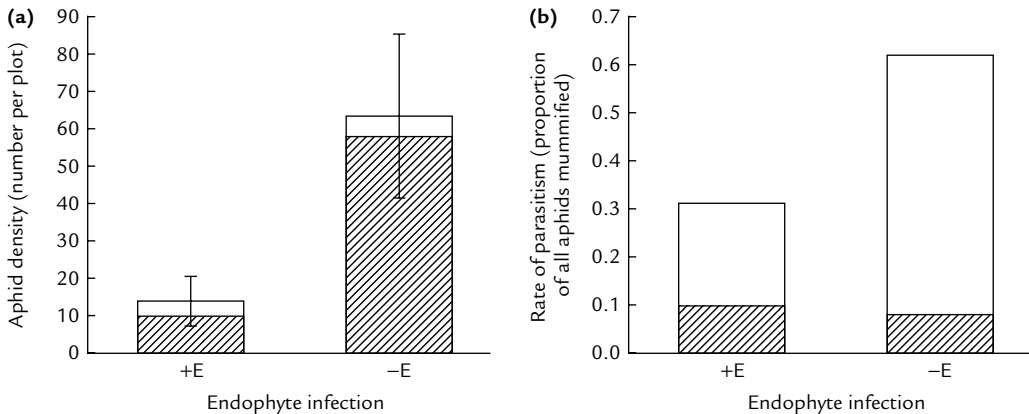 (a)
Aphid density (number per plot)
90
80
70
60
50
40
30
20
10
0
+E
−E
Endophyte infection
(b)
Rate of parasitism (proportion
of all aphids mummified)
0.7
0.6
0.5
0.4
0.3
0.2
0.1
0.0
+E
−E
Endophyte infection